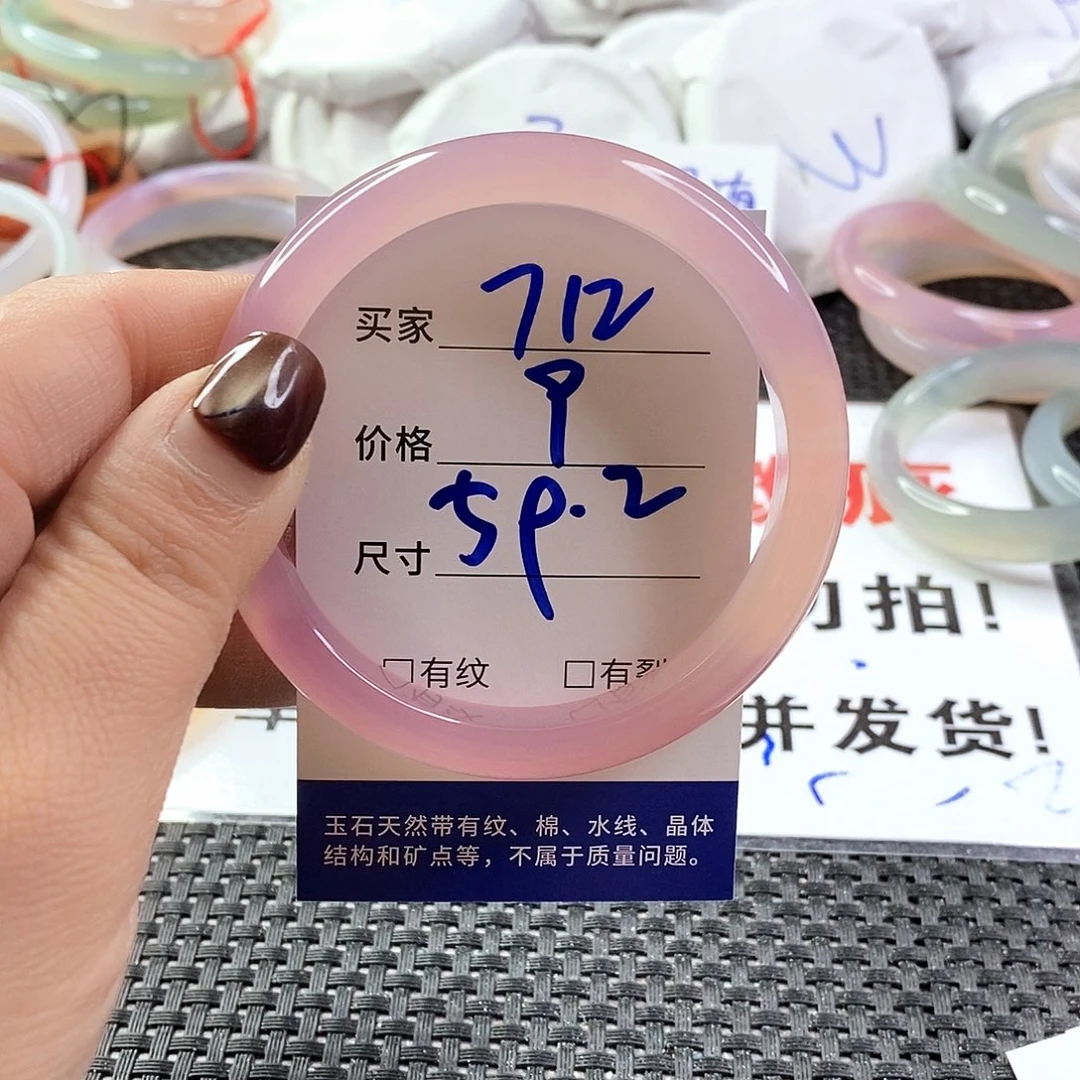 买家 712
价格 9
尺寸 59.2
□有纹 □有裂
玉石天然带有纹、棉、水线、晶体
结构和矿点等，不属于质量问题。
勿拍!
并发货!